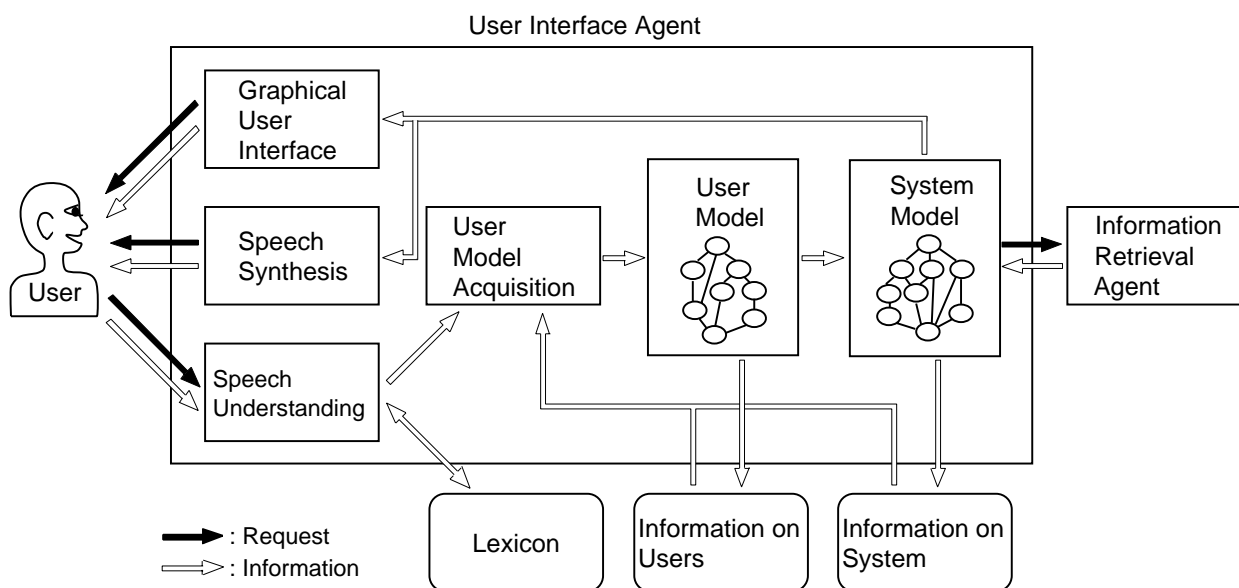 User Interface Agent
Graphical
User
Interface
User
Model
System
Model
Speech
Synthesis
User
Model
Acquisition
Information
Retrieval
Agent
User
Speech
Understanding
Lexicon
Information on
Users
Information on
System
: Request
: Information